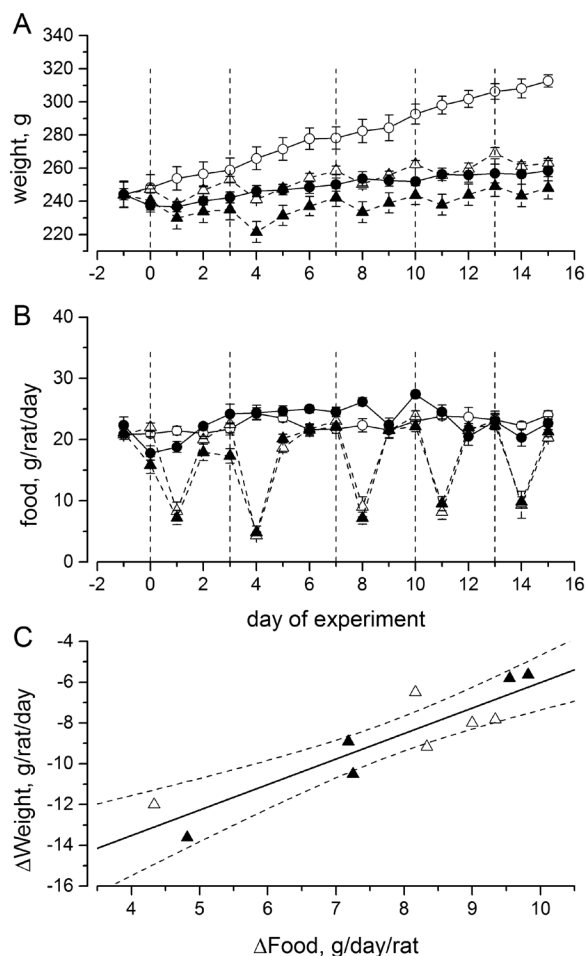 A
weight, g
340
320
300
280
260
240
220
-2 0 2 4 6 8 10 12 14 16
B
food, g/rat/day
40
30
20
10
0
-2 0 2 4 6 8 10 12 14 16
day of experiment
C
ΔWeight, g/rat/day
-4
-6
-8
-10
-12
-14
-16
4 5 6 7 8 9 10
ΔFood, g/day/rat